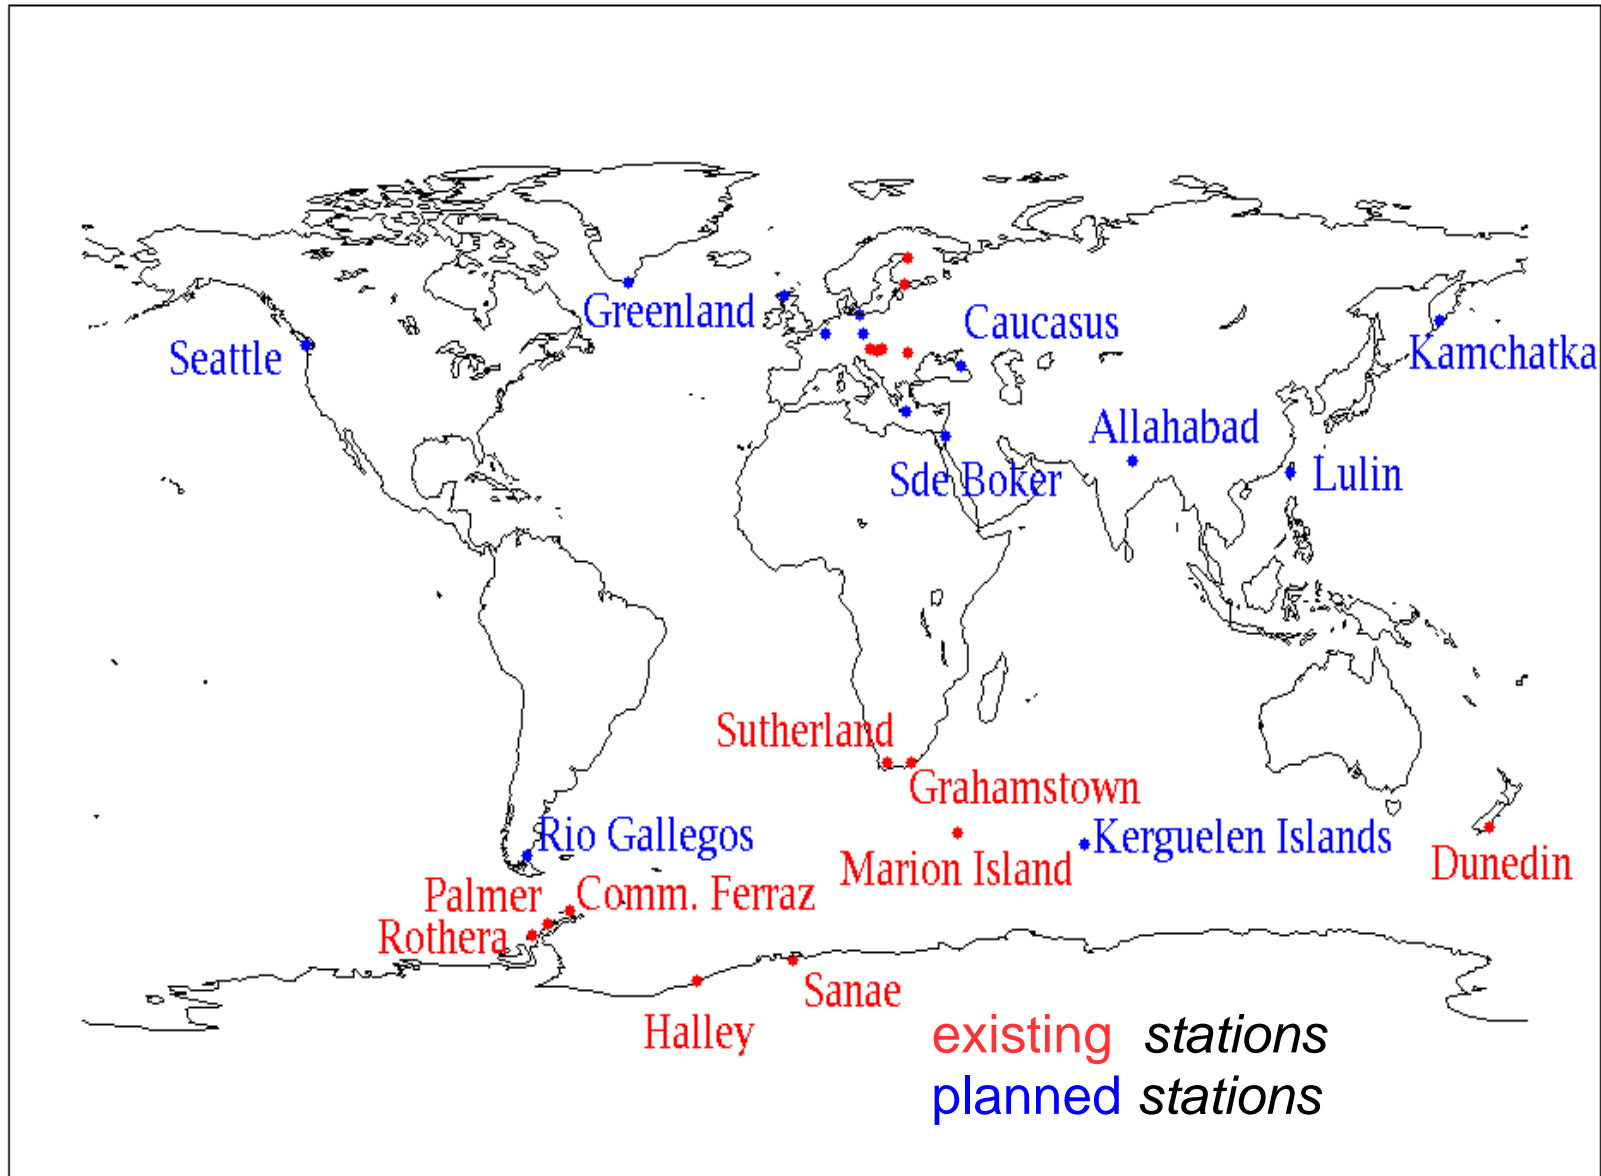 Greenland
Caucasus
Seattle
Kamchatka
Allahabad
Sde Boker
Lulin
Sutherland
Grahamstown
Rio Gallegos
Kerguelen Islands
Marion Island
Dunedin
Palmer
Comm. Ferraz
Rothera
Sanae
Halley
existing stations
planned stations